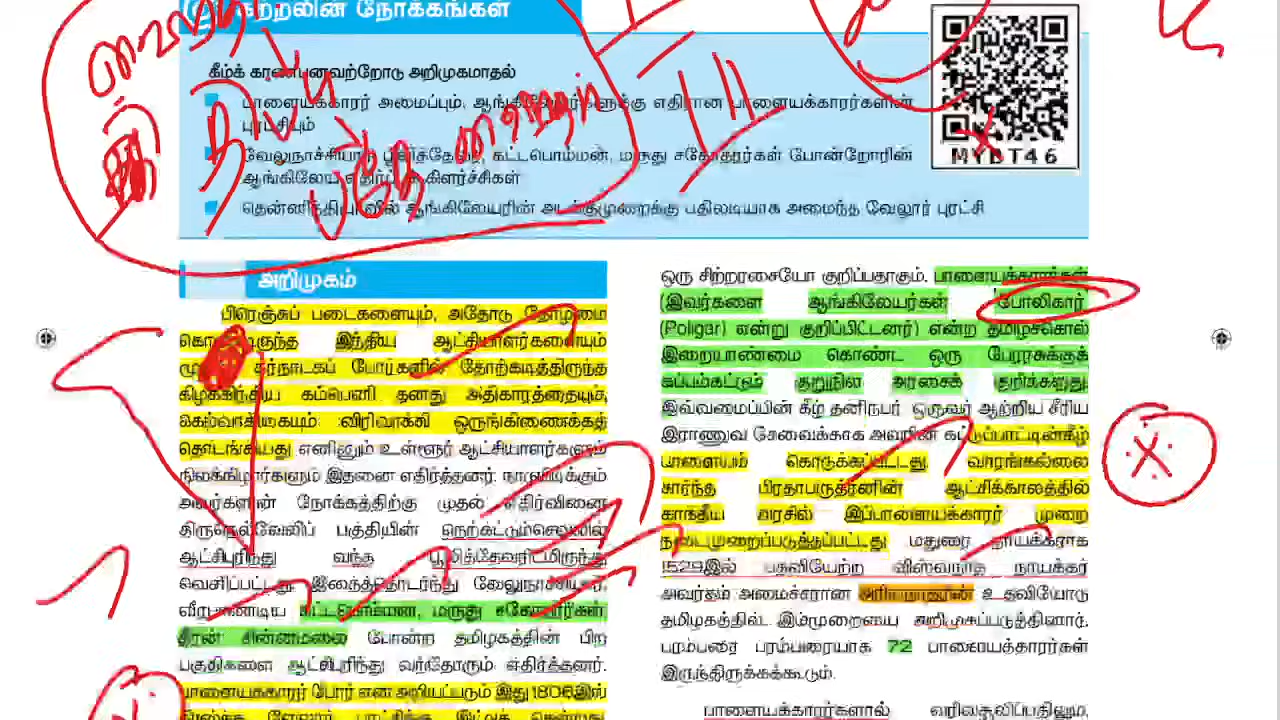 கற்றலின் நோக்கங்கள்
கீழ்க் காண்பனவற்றோடு அறிமுகமாதல்
பாளையக்காரர் அமைப்பும், ஆங்கிலேயர்களுக்கு எதிரான பாளையக்காரர்களின்
புரட்சியும்
வேலுநாச்சியார், பூலித்தேவர், கட்டபொம்மன், மருது சகோதரர்கள் போன்றோரின்
ஆங்கிலேய எதிர்ப்புக் கிளர்ச்சிகள்
தென்னிந்தியாவில் ஆங்கிலேயரின் அடக்குமுறைக்கு பதிலடியாக அமைந்த வேலூர் புரட்சி
MYDT46
அறிமுகம்
பிரெஞ்சுப் படைகளையும், அதோடு தோழமை
கொண்டிருந்த இந்திய ஆட்சியாளர்களையும்
மூன்று கர்நாடகப் போர்களில் தோற்கடித்திருந்த
கிழக்கிந்திய கம்பெனி தனது அதிகாரத்தையும்,
செல்வாக்கினையும் விரிவாக்கி ஒருங்கிணைக்கத்
தொடங்கியது எனினும் உள்ளூர் ஆட்சியாளர்களும்
நிலக்கிழார்களும் இதனை எதிர்த்தனர். நாடுபிடிக்கும்
அவர்களின் நோக்கத்திற்கு முதல் எதிர்வினை
திருநெல்வேலிப் பகுதியின் நெற்கட்டும்செவலில்
ஆட்சிபுரிந்து வந்த பூலித்தேவரிடமிருந்து
வெளிப்பட்டது. இதைத்தொடர்ந்து வேலுநாச்சியார்,
வீரபாண்டிய கட்டபொம்மன், மருது சகோதரர்கள்,
தீரன் சின்னமலை போன்ற தமிழகத்தின் பிற
பகுதிகளை ஆட்சிபுரிந்து வந்தோரும் எதிர்த்தனர்.
பாளையக்காரர் போர் என அறியப்படும் இது 1806இல்
ஒரு சிற்றரசையோ குறிப்பதாகும். பாளையக்காரர்கள்
(இவர்களை ஆங்கிலேயர்கள் போலிகார்
(Poligar) என்று குறிப்பிட்டனர்) என்ற தமிழ்ச்சொல்
இறையாண்மை கொண்ட ஒரு பேரரசுக்குக்
கப்பம்கட்டும் குறுநில அரசைக் குறிக்கிறது.
இவ்வமைப்பின் கீழ் தனிநபர் ஒருவர் ஆற்றிய சீரிய
இராணுவ சேவைக்காக அவரின் கட்டுப்பாட்டின்கீழ்
பாளையம் கொடுக்கப்பட்டது. வாரங்கல்லை
சார்ந்த பிரதாபருத்ரனின் ஆட்சிக்காலத்தில்
காகதீய அரசில் இப்பாளையக்காரர் முறை
நடைமுறைப்படுத்தப்பட்டது. மதுரை நாயக்கராக
1529இல் பதவியேற்ற விஸ்வநாத நாயக்கர்
அவர்தம் அமைச்சரான அரியநாதரின் உதவியோடு
தமிழகத்தில் இம்முறையை அறிமுகப்படுத்தினார்.
பரம்பரை பரம்பரையாக 72 பாளையத்காரர்கள்
இருந்திருக்கக்கூடும்.
பாளையக்காரர்களால் வரிவசூலிப்பதிலும்,